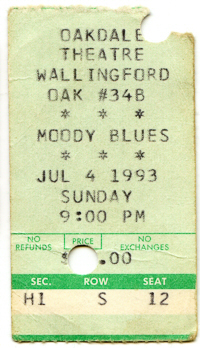 OAKDALE
THEATRE
WALLINGFORD
OAK #34B
* * *
MOODY BLUES
* * *
JUL 4 1993
SUNDAY
9:00 PM
NO REFUNDS PRICE NO EXCHANGES
$ .00
SEC. ROW SEAT
H1 S 12